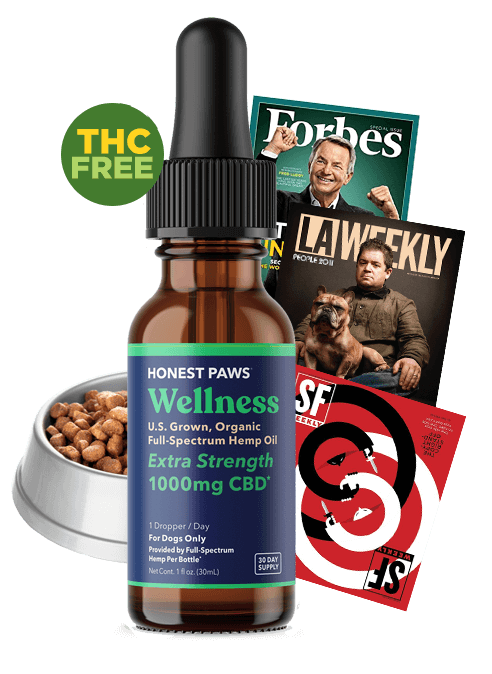 THC
FREE
Forbes
SPECIAL ISSUE
LA WEEKLY
PEOPLE 2011
SF
WEEKLY
SF
WEEKLY
HONEST PAWS
Wellness
U.S. Grown, Organic
Full-Spectrum Hemp Oil
Extra Strength
1000mg CBD*
1 Dropper / Day
For Dogs Only
Provided by Full-Spectrum
Hemp Per Bottle*
Net Cont. 1 fl oz. (30mL)
30 DAY
SUPPLY